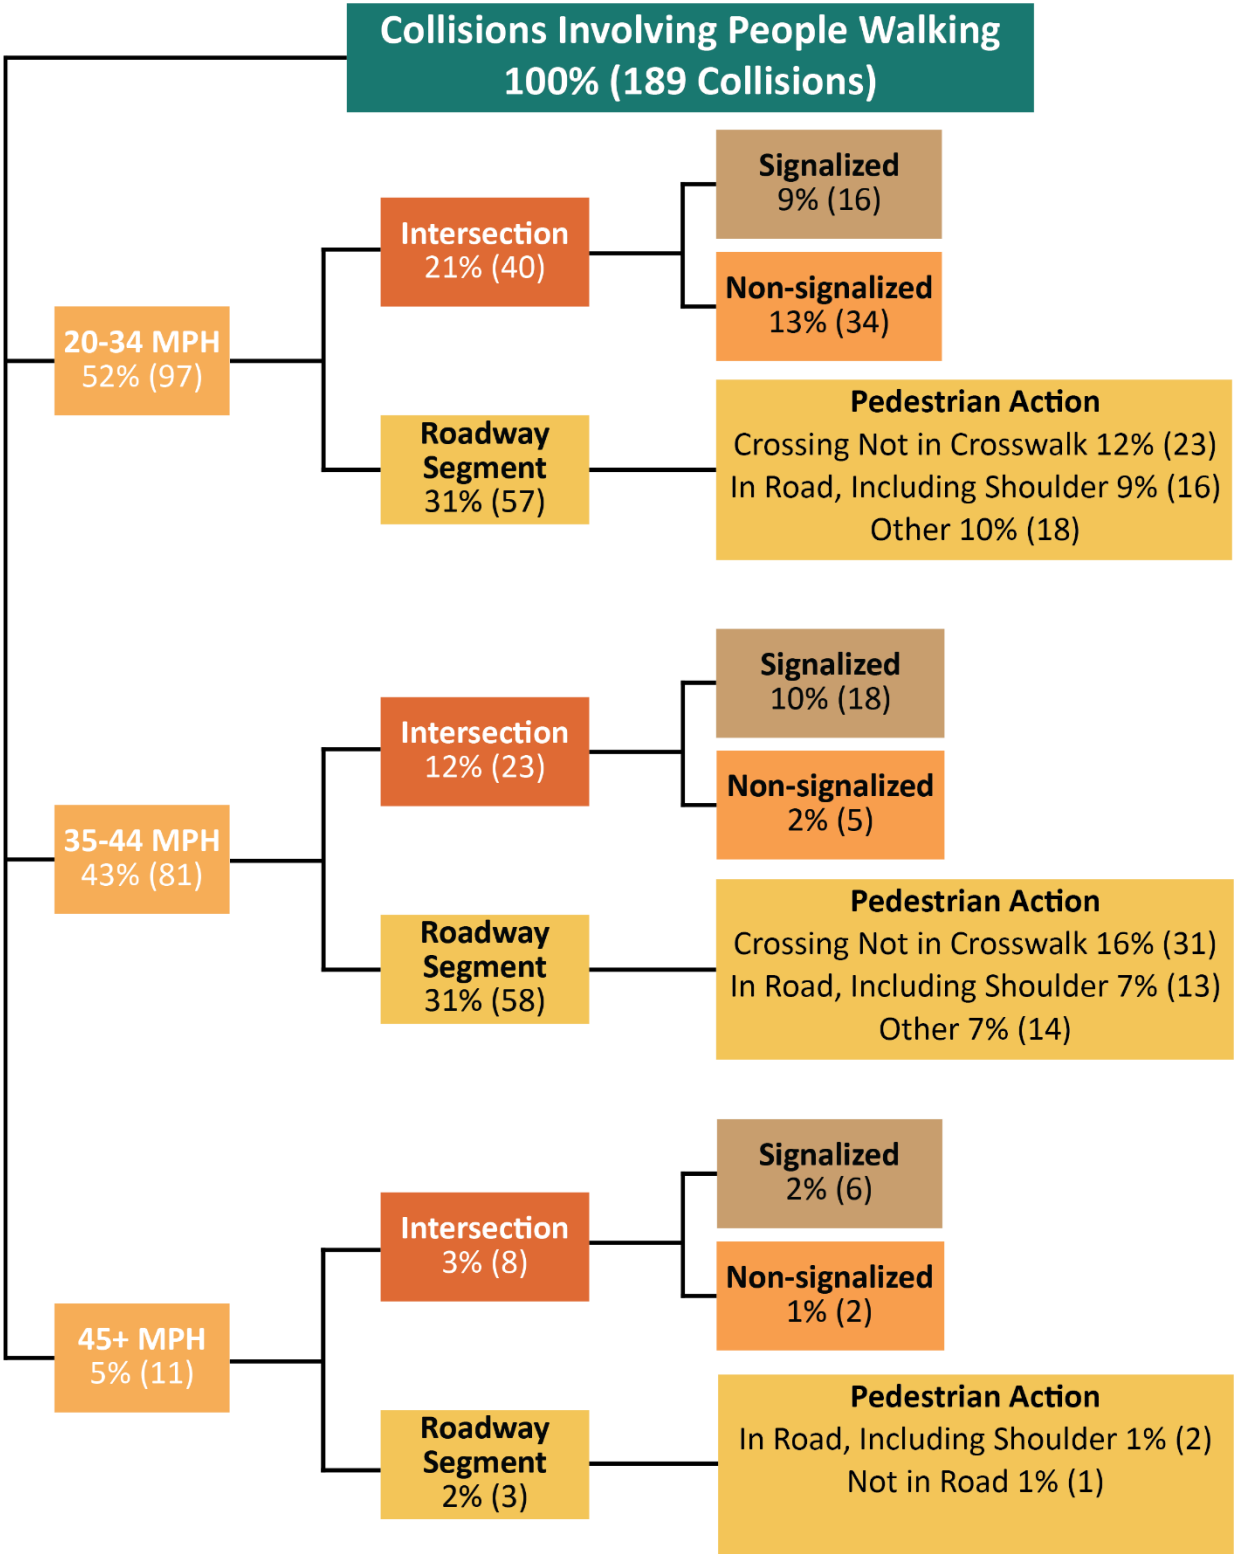 Collisions Involving People Walking
100% (189 Collisions)
20-34 MPH
52% (97)
Intersection
21% (40)
Signalized
9% (16)
Non-signalized
13% (34)
Roadway
Segment
31% (57)
Pedestrian Action
Crossing Not in Crosswalk 12% (23)
In Road, Including Shoulder 9% (16)
Other 10% (18)
35-44 MPH
43% (81)
Intersection
12% (23)
Signalized
10% (18)
Non-signalized
2% (5)
Roadway
Segment
31% (58)
Pedestrian Action
Crossing Not in Crosswalk 16% (31)
In Road, Including Shoulder 7% (13)
Other 7% (14)
45+ MPH
5% (11)
Intersection
3% (8)
Signalized
2% (6)
Non-signalized
1% (2)
Roadway
Segment
2% (3)
Pedestrian Action
In Road, Including Shoulder 1% (2)
Not in Road 1% (1)